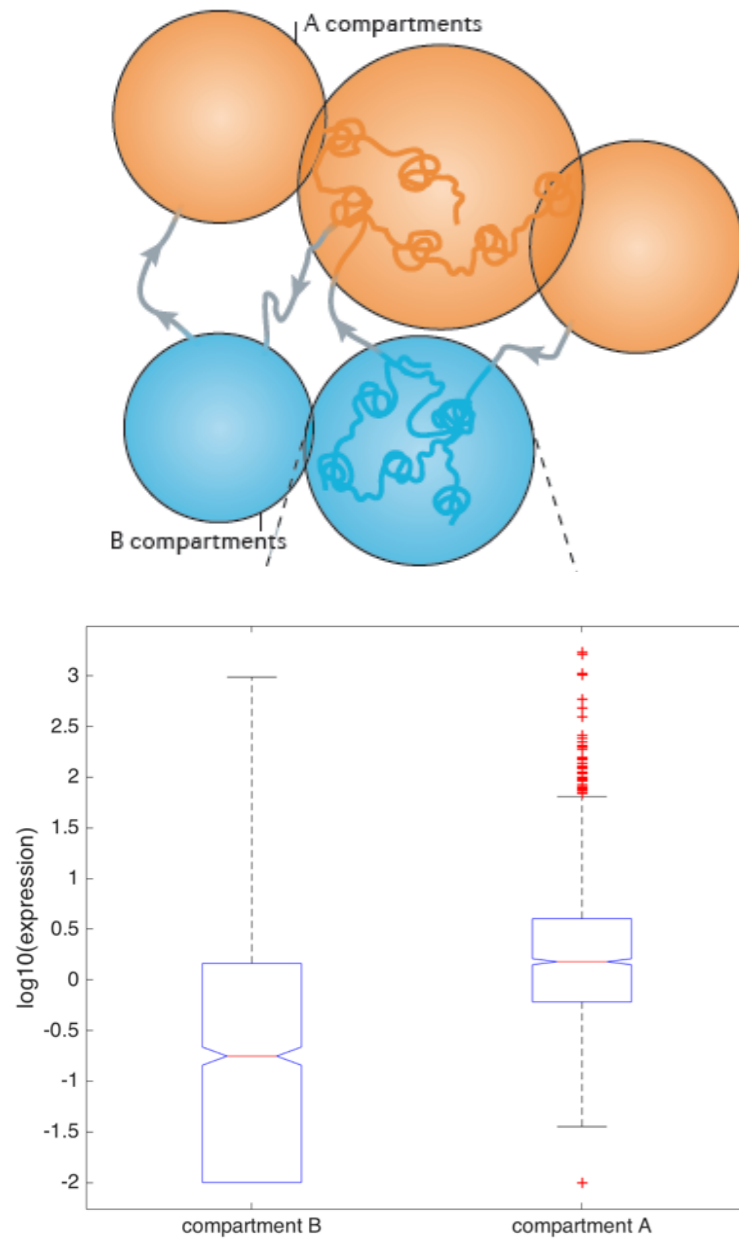 A compartments
B compartments
3
2.5
2
1.5
1
0.5
0
-0.5
-1
-1.5
-2
log10(expression)
compartment B
compartment A